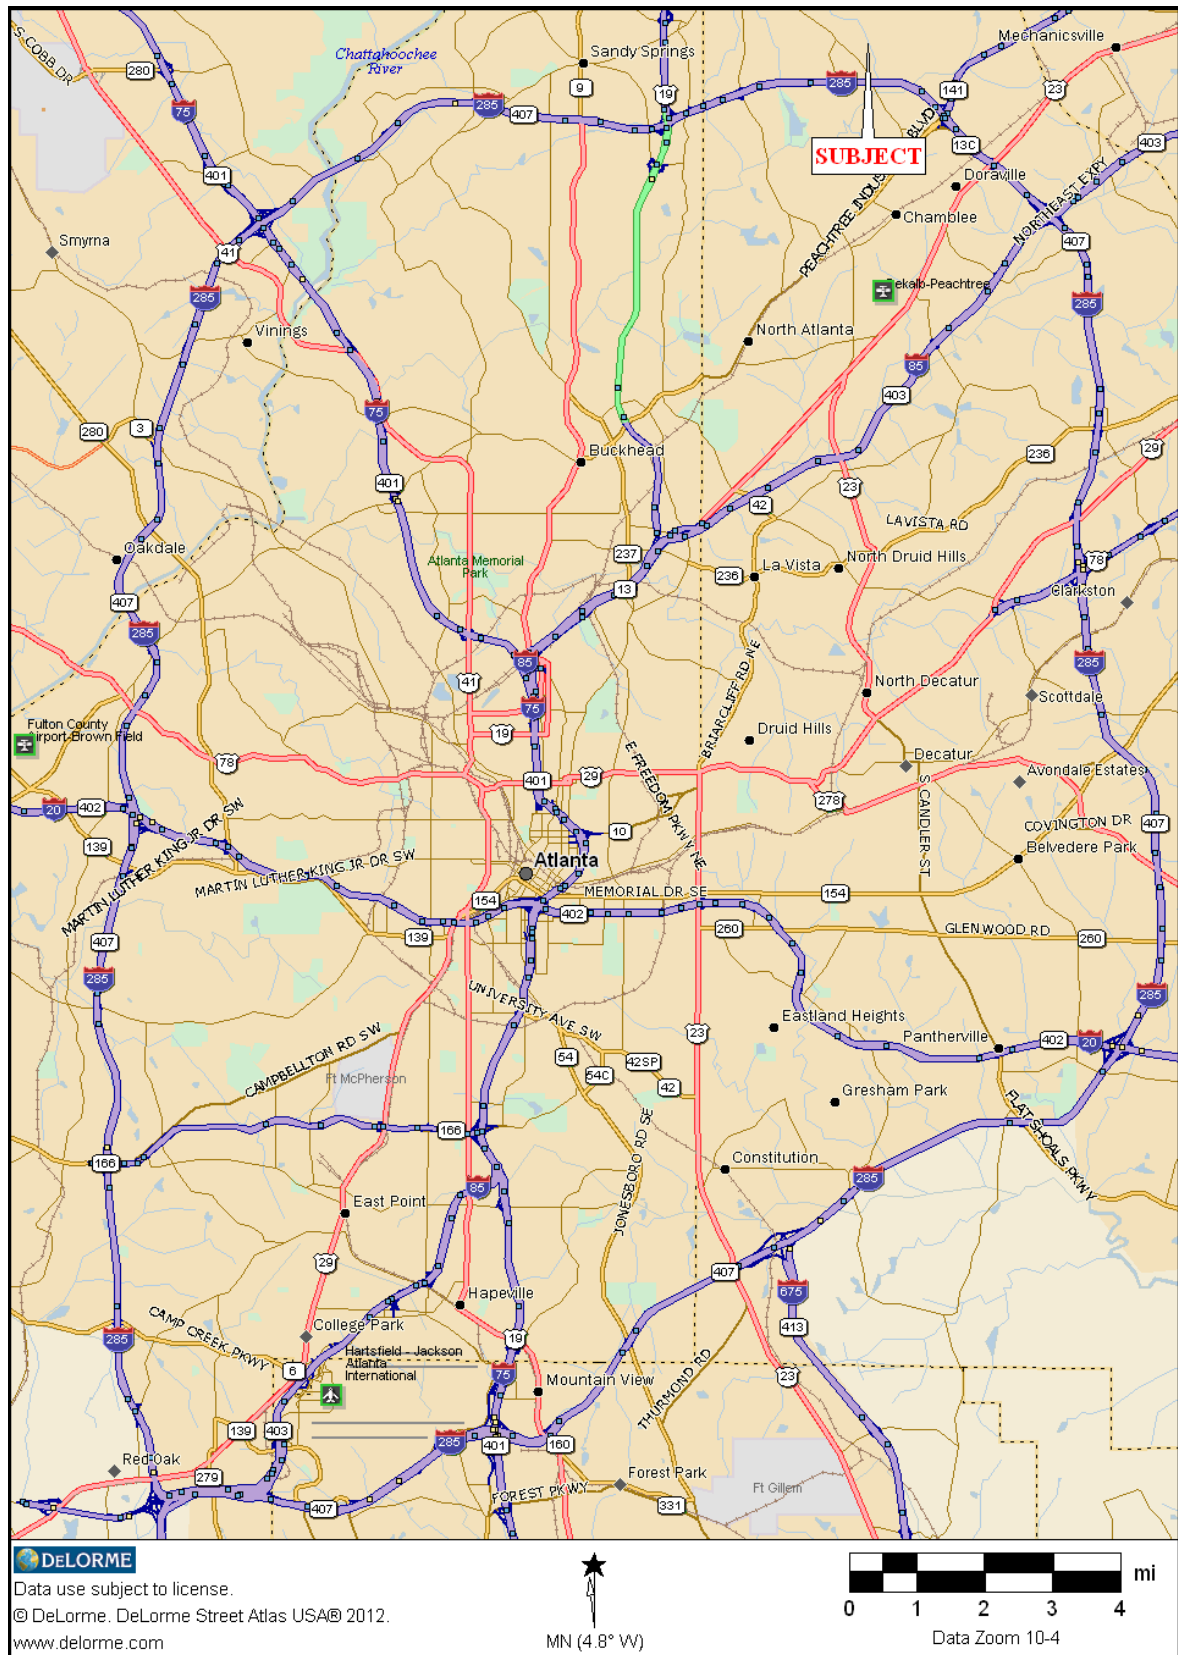 S COBB DR
280
Chattahoochee
River
Sandy Springs
9
19
285
Mechanicsville
23
141
75
285
407
13C
403
SUBJECT
PEACHTREE INDUS
BLVD
Doraville
401
Chamble
NORTHEAST EXPY
Smyrna
41
407
285
Dekalb-Peachtree
285
Vinings
North Atlanta
85
403
75
280
3
Buckhead
236
29
401
23
42
LAVISTA RD
Oakdale
Atlanta Memorial
Park
237
North Druid Hills
78
236
La Vista
13
Clarkston
407
285
85
BRIARCLIFF RD NE
285
41
North Decatur
Scottdale
75
Fulton County
Airport-Brown Field
19
Druid Hills
E FREEDOM PKWY NE
78
Decatur
401
29
Avondale Estates
20
402
278
S CANDLER ST
COVINGTON DR
407
10
139
MARTIN LUTHER KING JR DR SW
MARTIN LUTHER KING JR DR SW
Atlanta
Belvedere Park
154
MEMORIAL DR SE
154
402
407
139
260
GLENWOOD RD
260
285
UNIVERSITY AVE SW
285
23
Eastland Heights
Pantherville
402
20
CAMPBELLTON RD SW
54
42SP
54C
42
Ft McPherson
Gresham Park
FLAT SHOALS PKWY
166
166
JONESBORO RD SE
Constitution
285
85
East Point
29
407
675
Hapeville
413
CAMP CREEK PKWY
285
College Park
19
Hartsfield - Jackson
Atlanta
International
6
75
THURMOND RD
23
Mountain View
139
403
285
401
160
Red Oak
279
Forest Park
Ft Gillem
407
FOREST PKWY
331
DELORME
Data use subject to license.
© DeLorme. DeLorme Street Atlas USA® 2012.
www.delorme.com
MN (4.8° W)
mi
0 1 2 3 4
Data Zoom 10-4